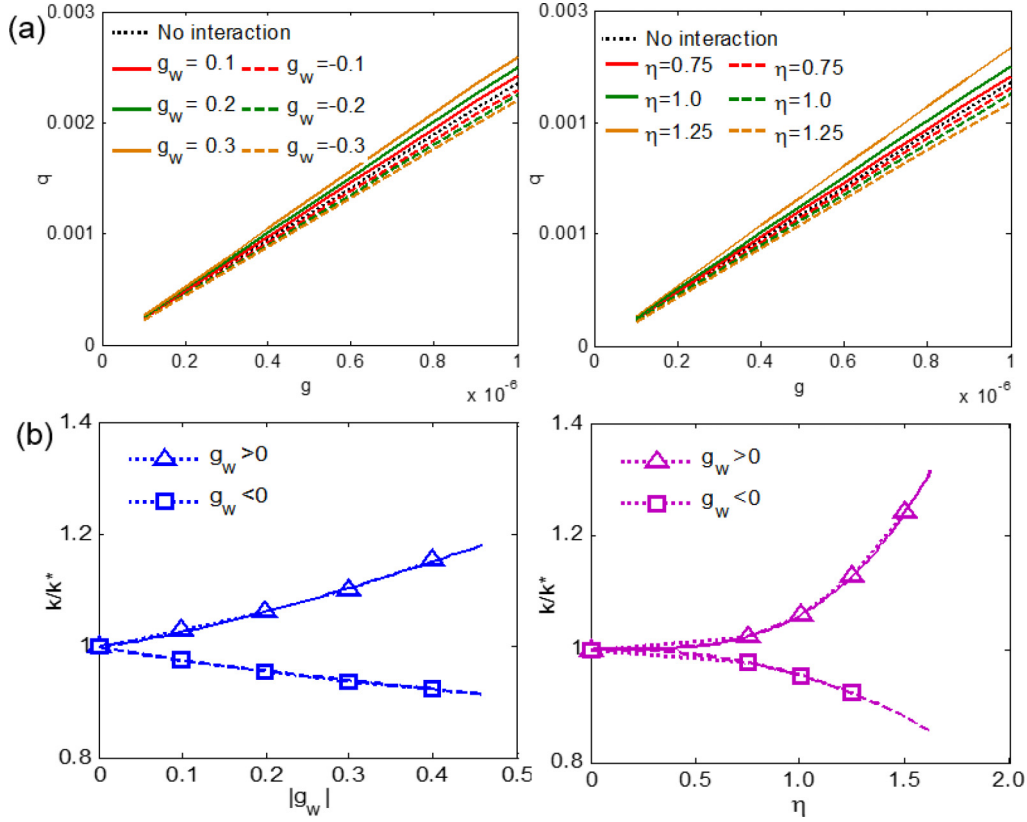 (a)
0.003
0.002
0.001
0
q
No interaction
g_w = 0.1 g_w =-0.1
g_w = 0.2 g_w =-0.2
g_w = 0.3 g_w =-0.3
0 0.2 0.4 0.6 0.8 1
g
x 10^-6
0.003
0.001
0.001
0
No interaction
η=0.75 η=0.75
η=1.0 η=1.0
η=1.25 η=1.25
0 0.2 0.4 0.6 0.8 1
g
x 10^-6
(b)
1.4
1.2
1
0.8
k/k*
g_w >0
g_w <0
0 0.1 0.2 0.3 0.4 0.5
|g_w|
1.4
1.2
1
0.8
k/k*
g_w >0
g_w <0
0 0.5 1.0 1.5 2.0
η